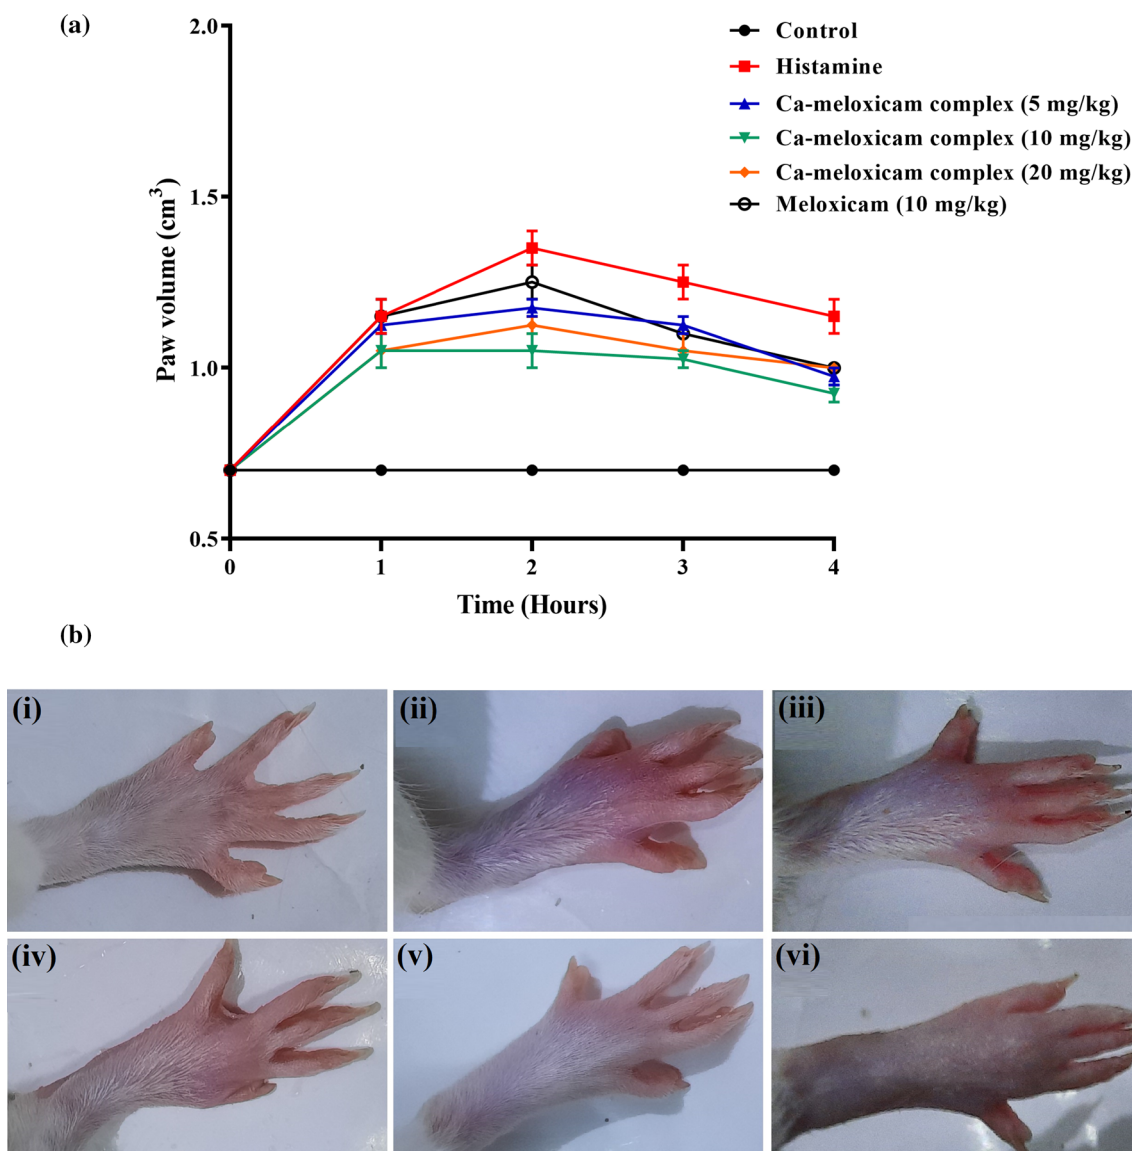 (a)
2.0
1.5
1.0
0.5
Paw volume (cm³)
0 1 2 3 4
Time (Hours)
Control
Histamine
Ca-meloxicam complex (5 mg/kg)
Ca-meloxicam complex (10 mg/kg)
Ca-meloxicam complex (20 mg/kg)
Meloxicam (10 mg/kg)
(b)
(i)
(ii)
(iii)
(iv)
(v)
(vi)